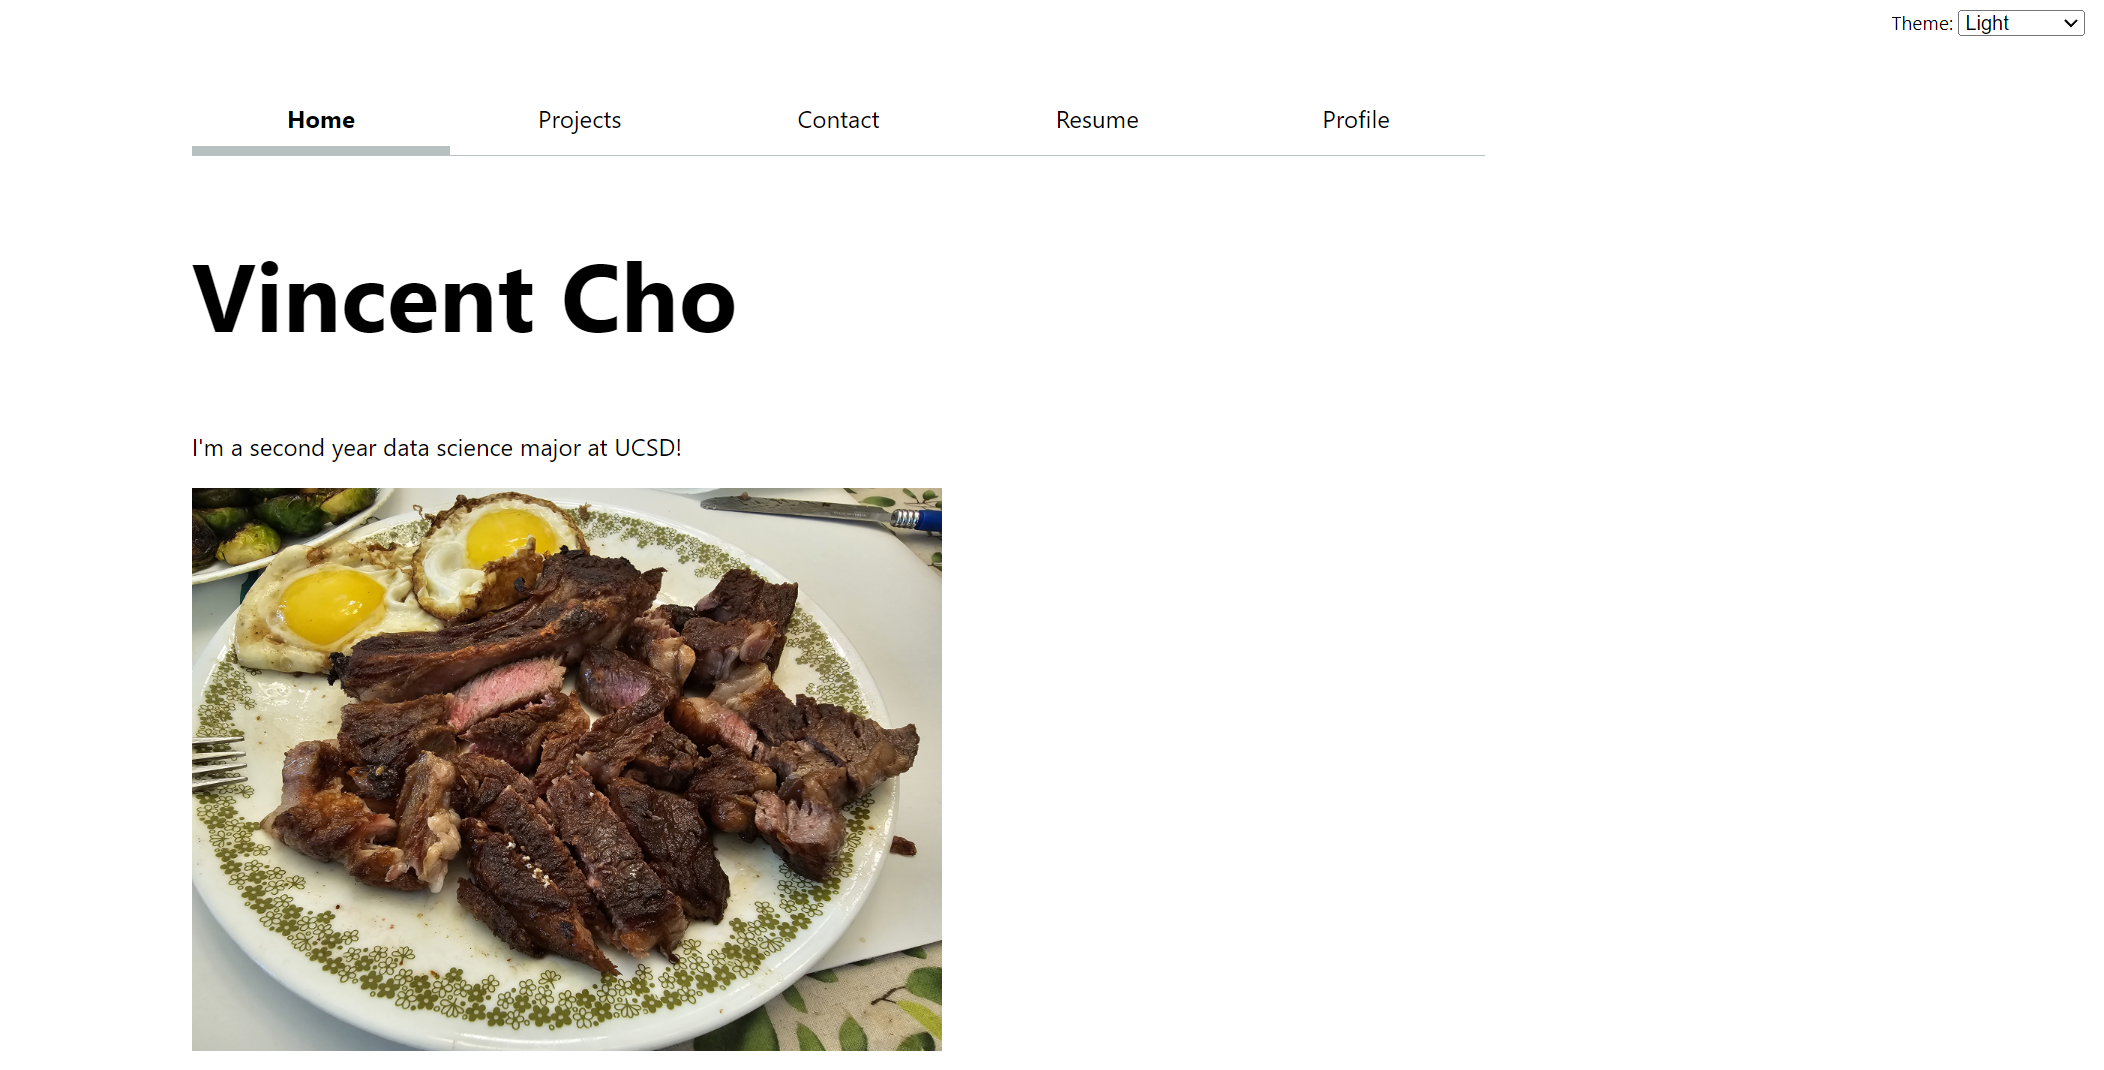 Theme: Light
Home Projects Contact Resume Profile
Vincent Cho
I'm a second year data science major at UCSD!